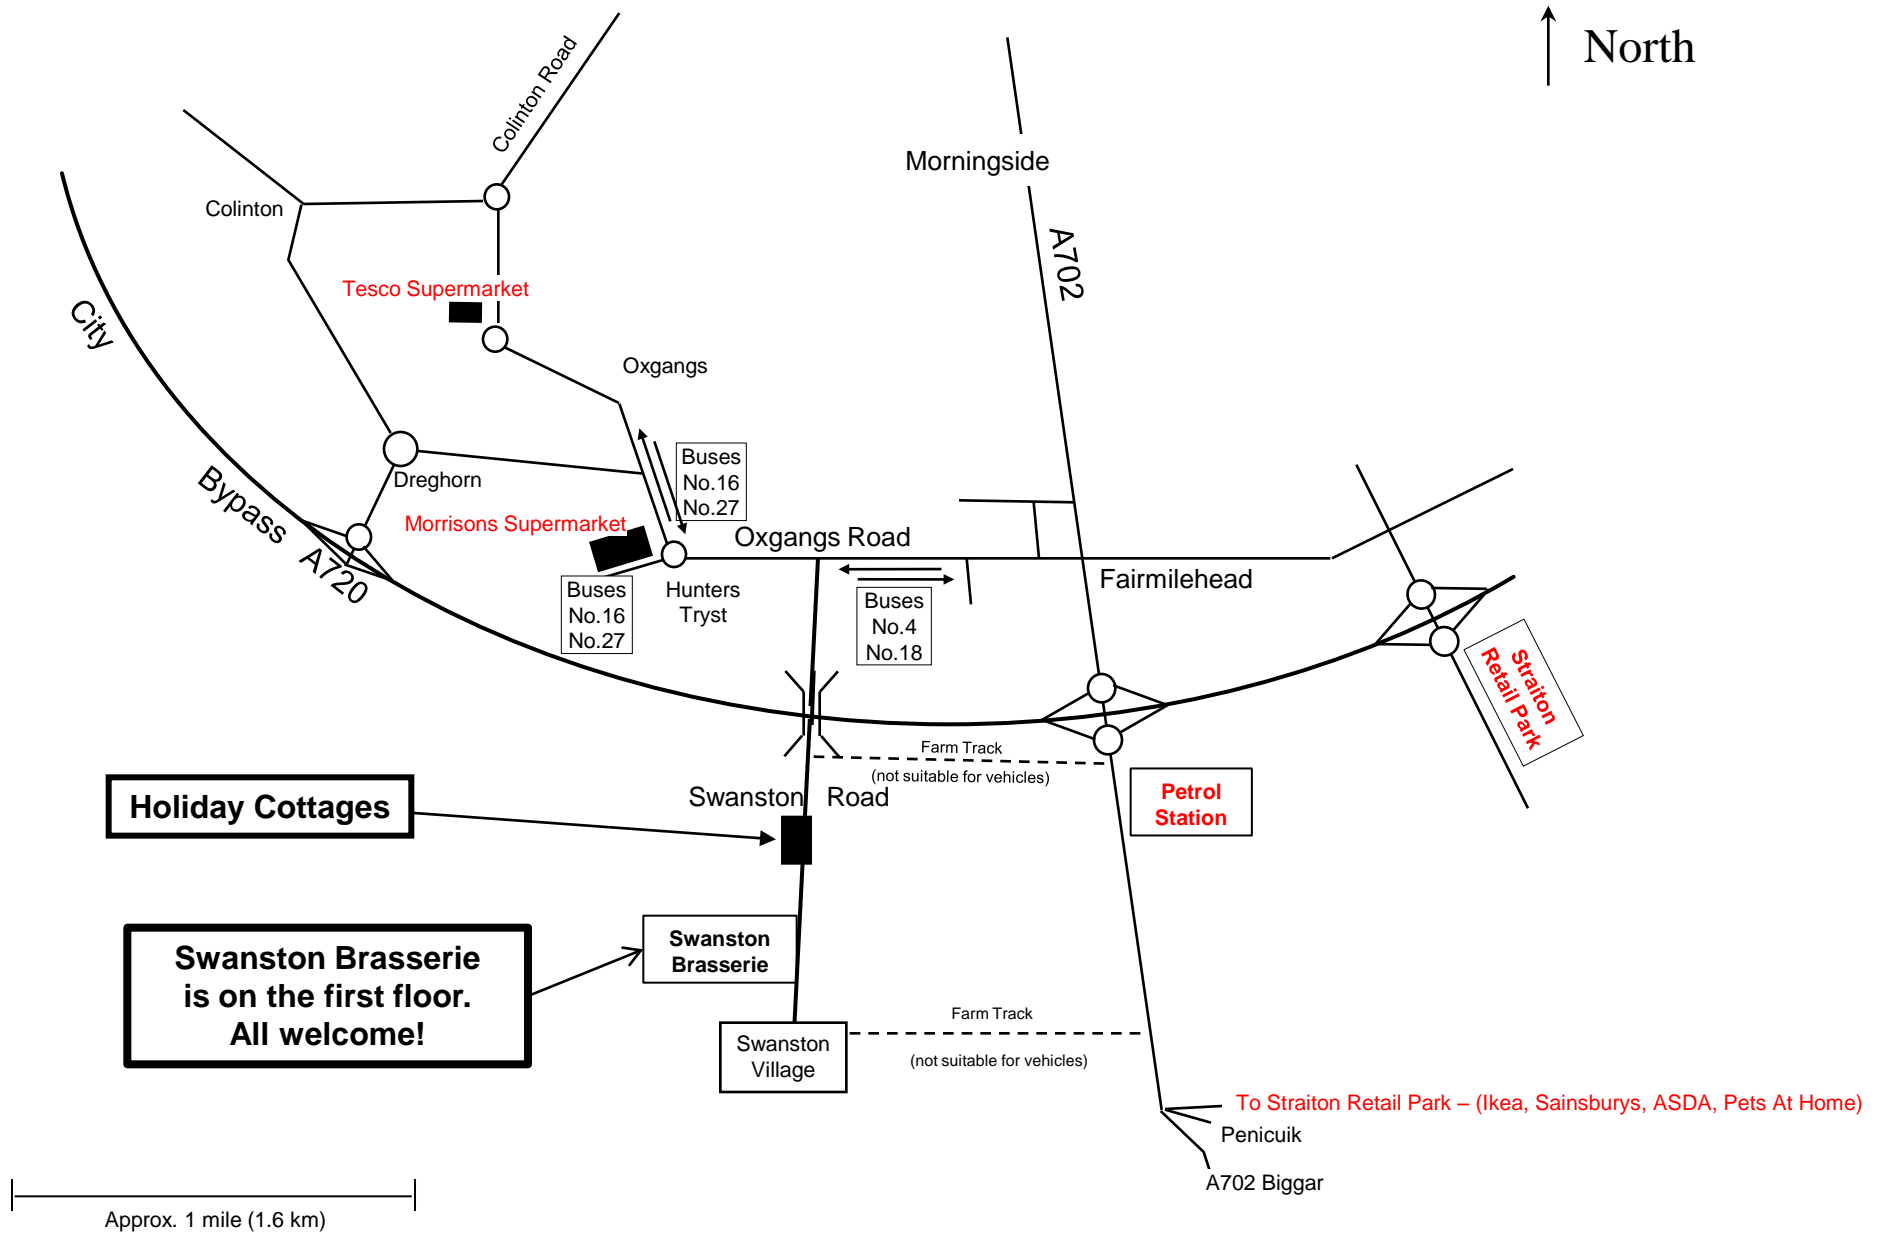 North
Colinton Road
Morningside
Colinton
A702
Tesco Supermarket
City
Oxgangs
Buses
No.16
No.27
Dreghorn
Bypass A720
Morrisons Supermarket
Oxgangs Road
Hunters
Tryst
Fairmilehead
Buses
No.16
No.27
Buses
No.4
No.18
Straiton
Retail Park
Farm Track
(not suitable for vehicles)
Petrol
Station
Swanston Road
Holiday Cottages
Swanston
Brasserie
Swanston Brasserie
is on the first floor.
All welcome!
Farm Track
(not suitable for vehicles)
Swanston
Village
To Straiton Retail Park – (Ikea, Sainsburys, ASDA, Pets At Home)
Penicuik
A702 Biggar
Approx. 1 mile (1.6 km)